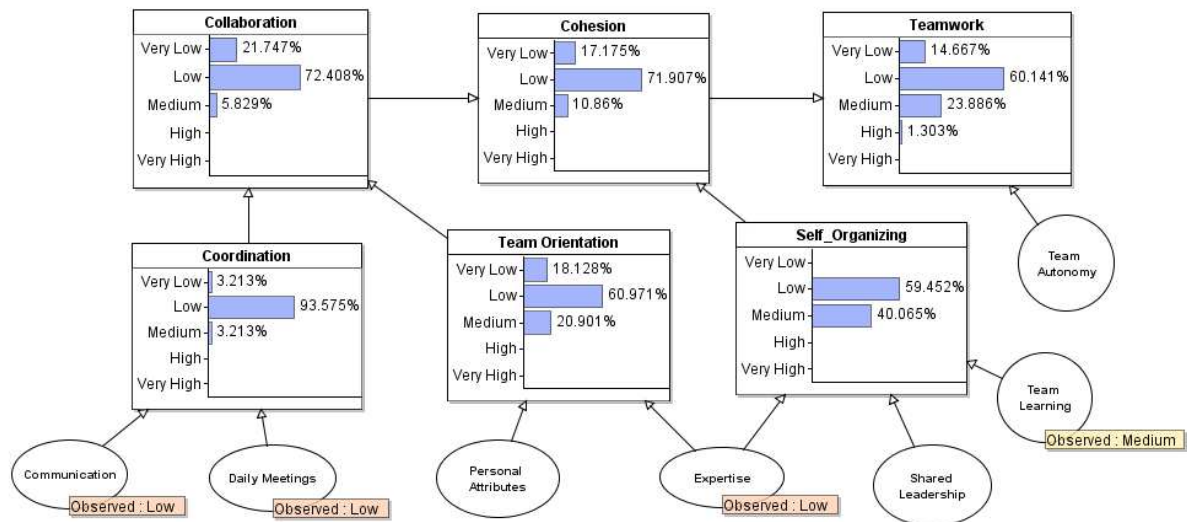 Collaboration
Very Low
21.747%
Low
72.408%
Medium
5.829%
High
Very High
Cohesion
Very Low
17.175%
Low
71.907%
Medium
10.86%
High
Very High
Teamwork
Very Low
14.667%
Low
60.141%
Medium
23.886%
High
1.303%
Very High
Coordination
Very Low
3.213%
Low
93.575%
Medium
3.213%
High
Very High
Team Orientation
Very Low
18.128%
Low
60.971%
Medium
20.901%
High
Very High
Self_Organizing
Very Low
Low
59.452%
Medium
40.065%
High
Very High
Team
Autonomy
Team
Learning
Observed : Medium
Communication
Observed : Low
Daily Meetings
Observed : Low
Personal
Attributes
Expertise
Observed : Low
Shared
Leadership